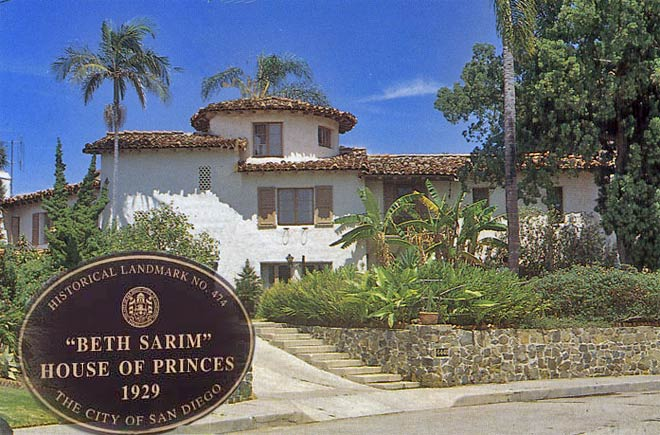 HISTORICAL LANDMARK NO. 474
"BETH SARIM"
HOUSE OF PRINCES
1929
THE CITY OF SAN DIEGO